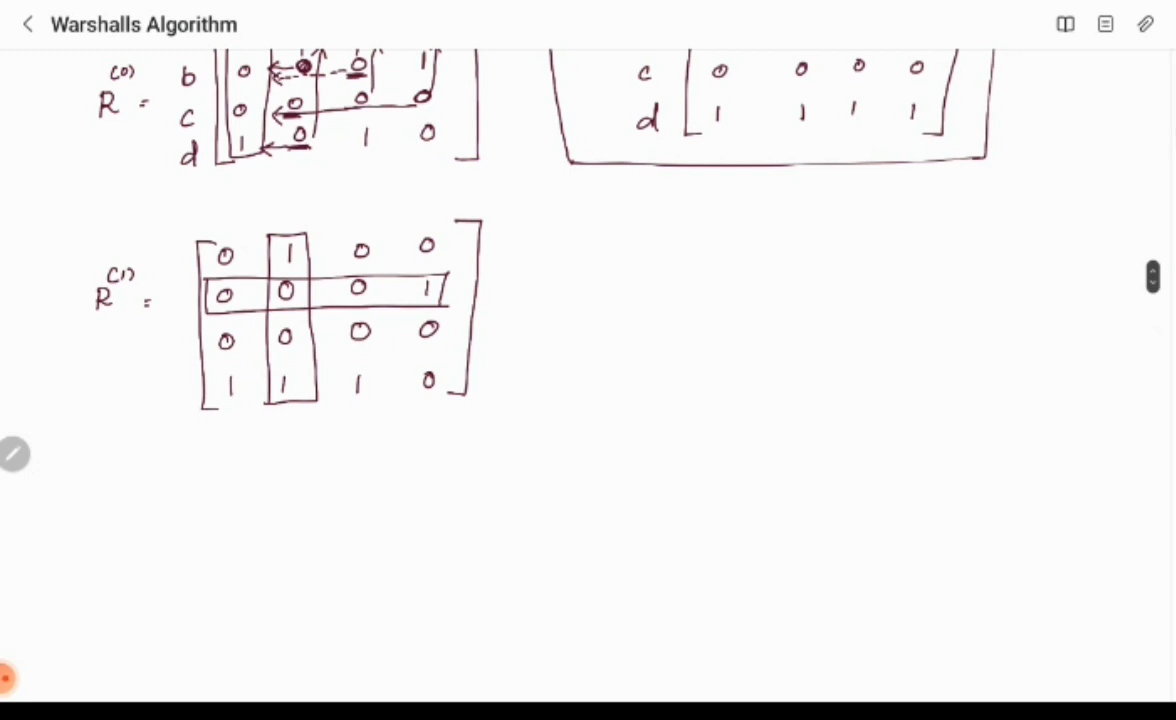 Warshalls Algorithm
R(0) = b 0 0 0 1
c 0 0 0 0
d 1 0 1 0
c 0 0 0 0
d 1 1 1 1
R(1) = 0 1 0 0
0 0 0 1
0 0 0 0
1 1 1 0